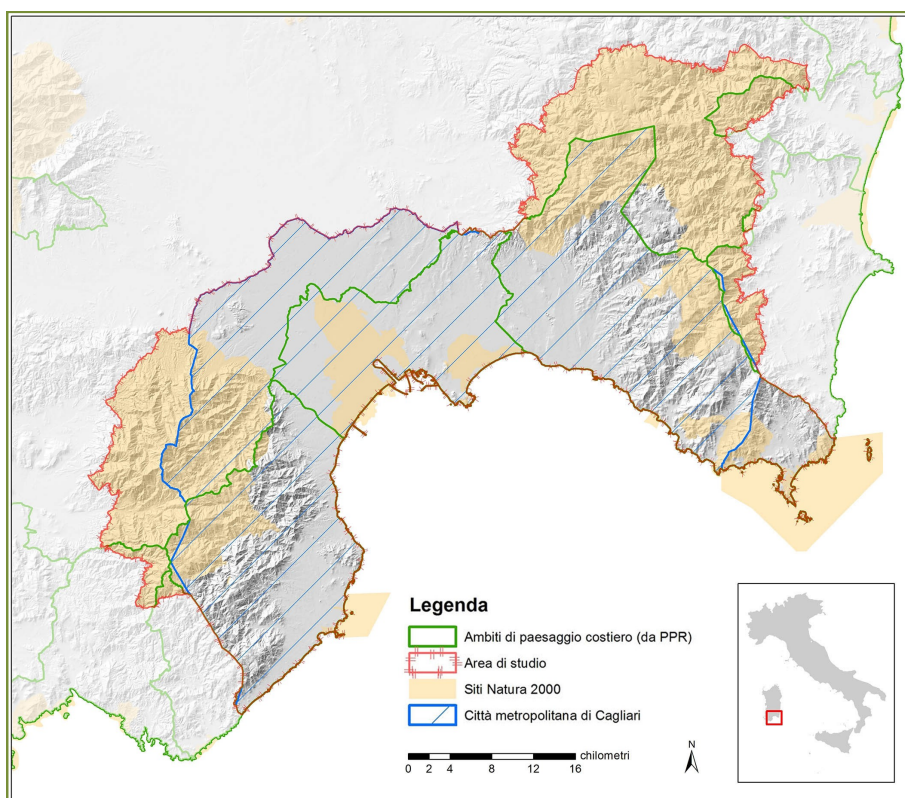 Legenda
Ambiti di paesaggio costiero (da PPR)
Area di studio
Siti Natura 2000
Città metropolitana di Cagliari
chilometri
0 2 4 8 12 16
N